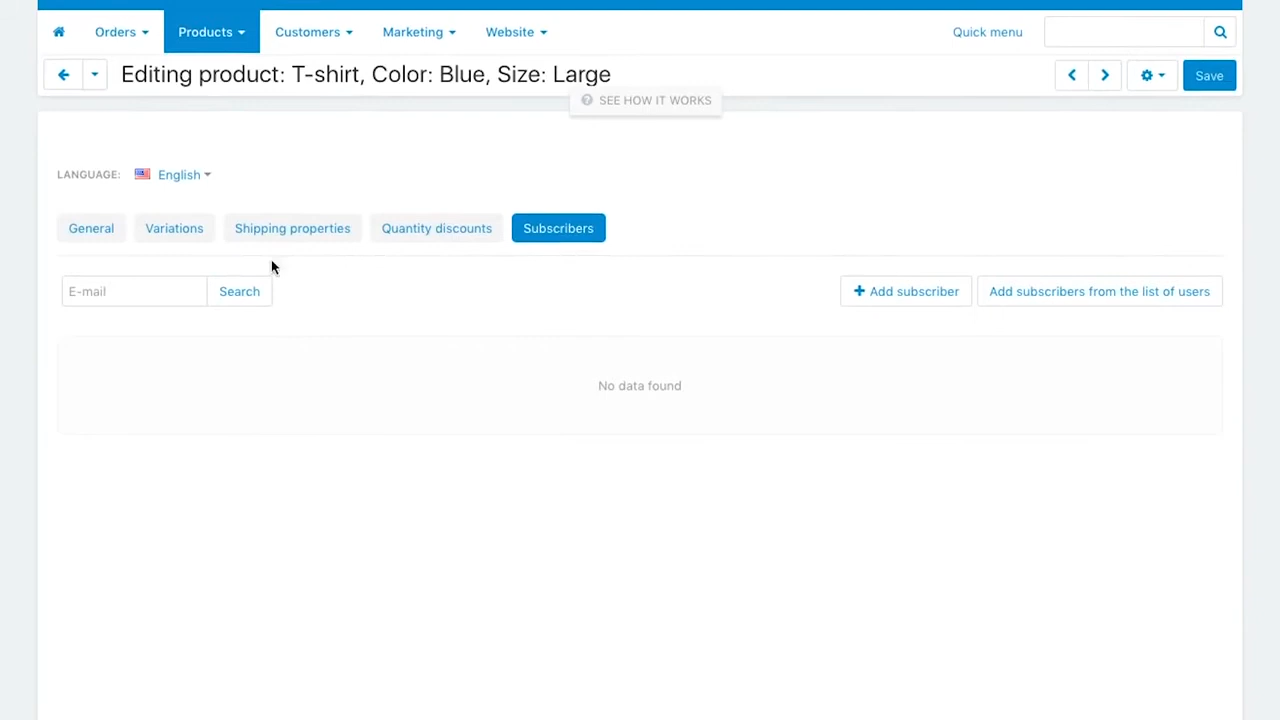 Orders Products Customers Marketing Website Quick menu
Editing product: T-shirt, Color: Blue, Size: Large Save
SEE HOW IT WORKS
LANGUAGE: English
General Variations Shipping properties Quantity discounts Subscribers
E-mail Search Add subscriber Add subscribers from the list of users
No data found